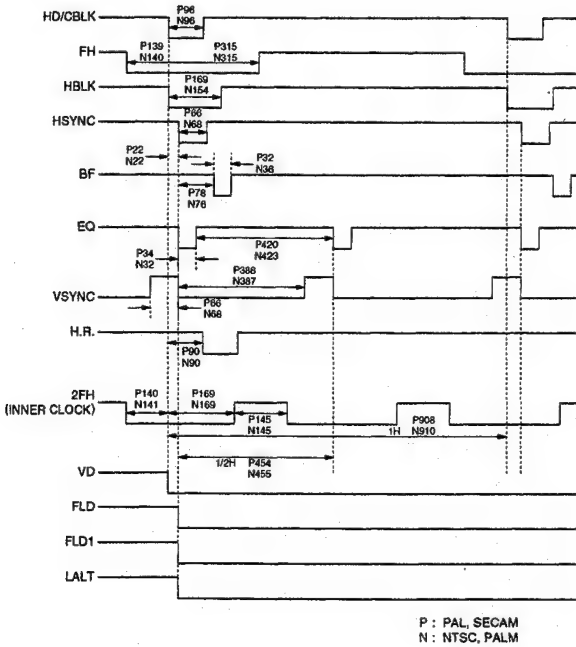 HD/CBLK
P96
N96
FH
P139
N140
P315
N315
HBLK
P169
N154
HSYNC
P66
N68
P22
N22
BF
P32
N36
P78
N76
EQ
P420
N423
P34
N32
P388
N387
VSYNC
P66
N68
H.R.
P90
N90
2FH
(INNER CLOCK)
P140
N141
P169
N169
P145
N145
1H
P908
N910
1/2H
P454
N455
VD
FLD
FLD1
LALT
P : PAL, SECAM
N : NTSC, PALM